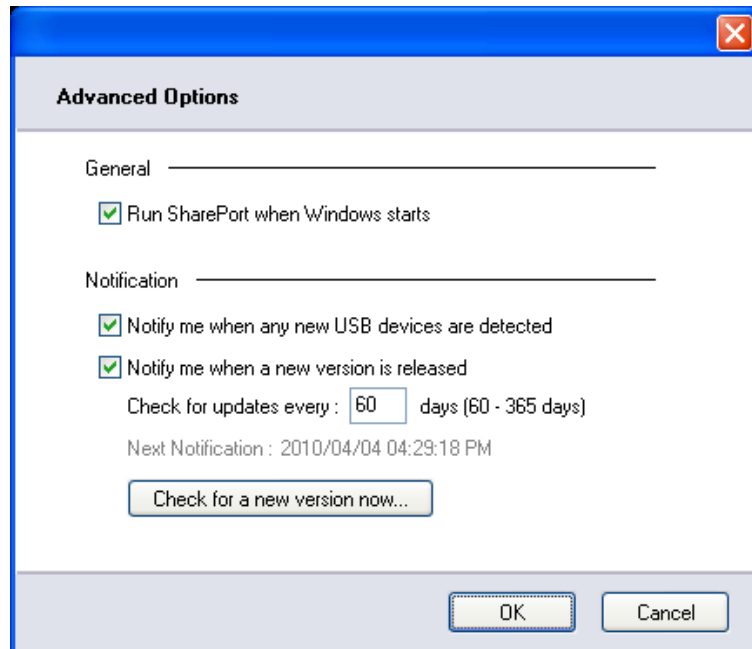 Advanced Options
General
Run SharePort when Windows starts
Notification
Notify me when any new USB devices are detected
Notify me when a new version is released
Check for updates every : 60 days (60 - 365 days)
Next Notification : 2010/04/04 04:29:18 PM
Check for a new version now...
OK Cancel